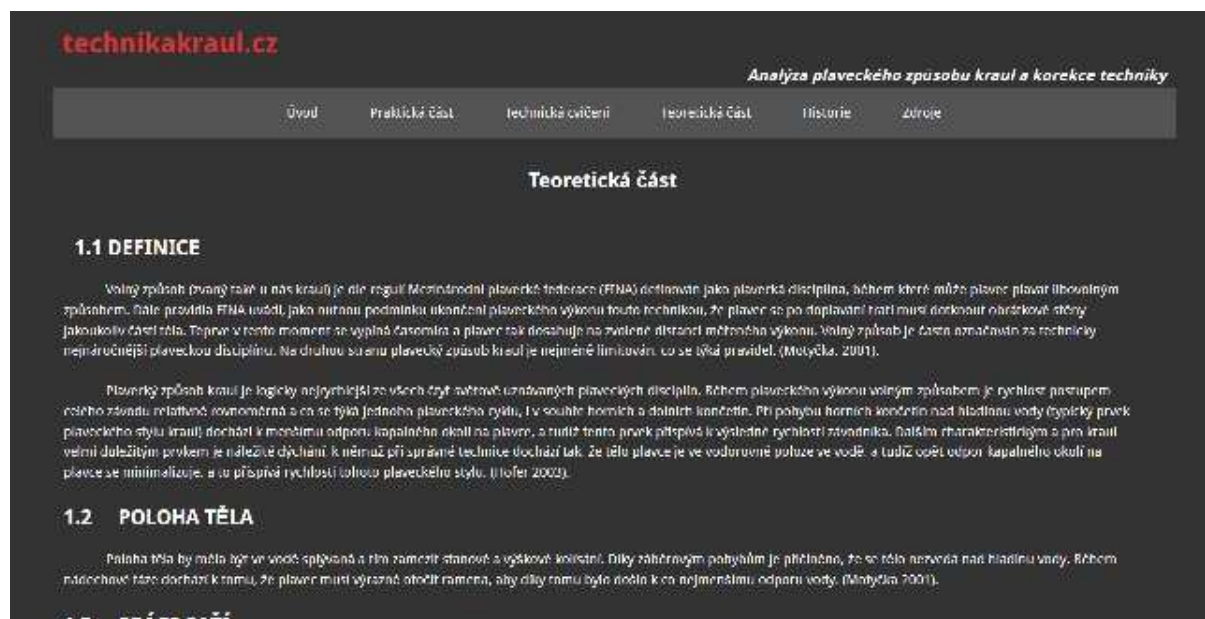 technikakraul.cz
Analýza plaveckého způsobu kraul a korekce techniky
Úvod Praktická část Technická cvičení Teoretická část Historie Zdroje
Teoretická část
1.1 DEFINICE
Volný způsob (zvaný také u nás kraul) je dle regulí Mezinárodní plavecké federace (FINA) definován jako plavecká disciplína, během které může plavec plavat libovolným
způsobem. Dále pravidla FINA uvádí, jako nutnou podmínku ukončení plaveckého výkonu touto technikou, že plavec se po doplavání trati musí dotknout obrátkové stěny
jakoukoliv částí těla. Teprve v tento moment se vypíná časomíra a plavec tak dosahuje na zvolené distanci měřeného výkonu. Volný způsob je často označován za technicky
nejnáročnější plaveckou disciplínu. Na druhou stranu plavecký způsob kraul je nejméně limitován, co se týká pravidel. (Motyčka, 2001).
Plavecký způsob kraul je logicky nejrychlejší ze všech čtyř světově uznávaných plaveckých disciplín. Během plaveckého výkonu volným způsobem je rychlost postupem
celého závodu relativně rovnoměrná a co se týká jednoho plaveckého cyklu, i v souhře horních a dolních končetin. Při pohybu horních končetin nad hladinou vody (typický prvek
plaveckého stylu kraul) dochází k menšímu odporu kapalného okolí na plavce, a tudíž tento prvek přispívá k výsledné rychlosti závodníka. Dalším charakteristickým a pro kraul
velmi důležitým prvkem je náležité dýchání, k němuž při správné technice dochází tak, že tělo plavce je ve vodorovné poloze ve vodě, a tudíž opět odpor kapalného okolí na
plavce se minimalizuje, a to přispívá rychlosti tohoto plaveckého stylu. (Hofer 2003).
1.2 POLOHA TĚLA
Poloha těla by měla být ve vodě splývavá a tím zamezit stanové a výškové kolísání. Díky záběrovým pohybům je přičiněno, že se tělo nezvedá nad hladinu vody. Během
nádechové fáze dochází k tomu, že plavec musí výrazně otočit ramena, aby díky tomu bylo došlo k co nejmenšímu odporu vody. (Motyčka 2001).